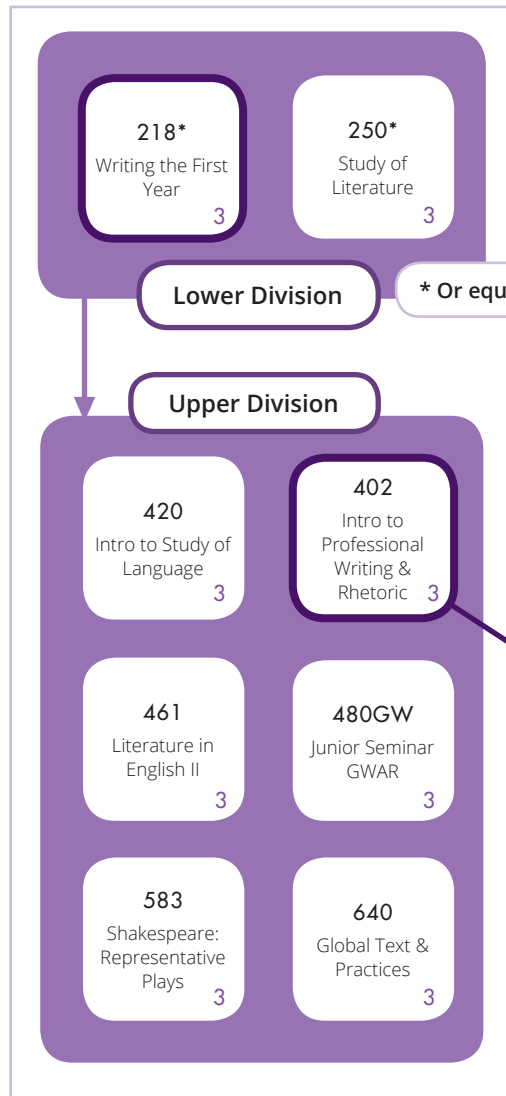 218*
Writing the First
Year
3
250*
Study of
Literature
3
Lower Division
* Or equ
Upper Division
420
Intro to Study of
Language
3
402
Intro to
Professional
Writing &
Rhetoric
3
461
Literature in
English II
3
480GW
Junior Seminar
GWAR
3
583
Shakespeare:
Representative
Plays
3
640
Global Text &
Practices
3